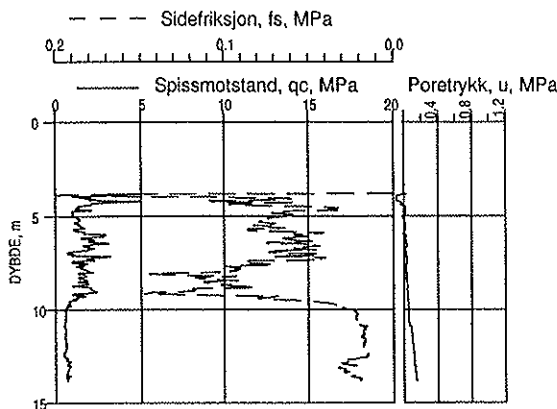 Sidefriksjon, fs, MPa
0,2 0,1 0,0
Spissmotstand, qc, MPa Poretrykk, u, MPa
0 5 10 15 20 0,4 0,8 1,2
0
5
10
15
DYBDE, m